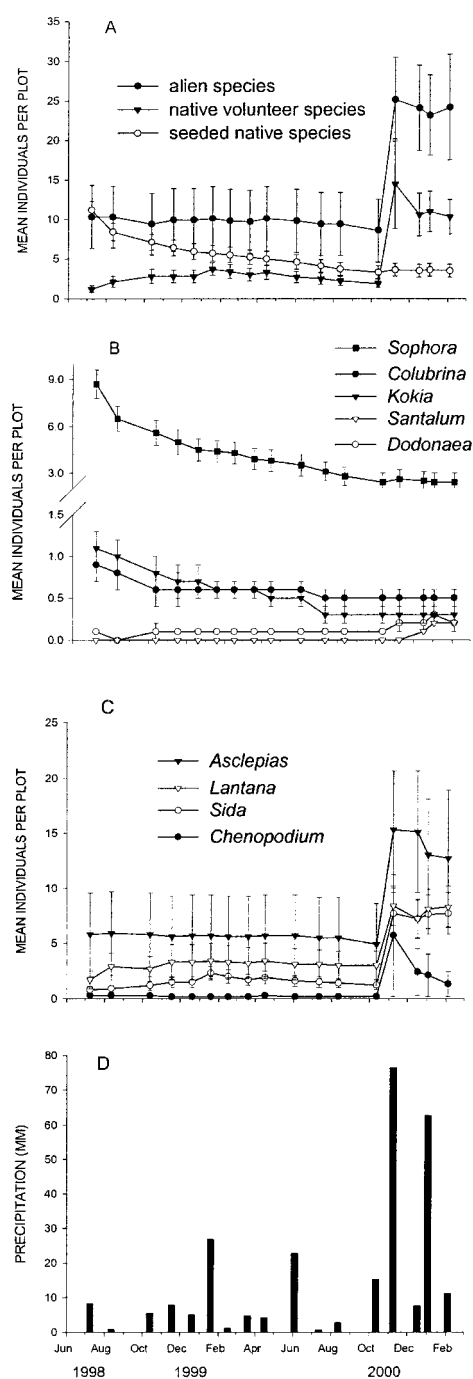 A
35
30
25
20
15
10
5
0
MEAN INDIVIDUALS PER PLOT
alien species
native volunteer species
seeded native species
B
9.0
6.0
3.0
1.5
1.0
0.5
0.0
MEAN INDIVIDUALS PER PLOT
Sophora
Colubrina
Kokia
Santalum
Dodonaea
C
25
20
15
10
5
0
MEAN INDIVIDUALS PER PLOT
Asclepias
Lantana
Sida
Chenopodium
D
80
70
60
50
40
30
20
10
0
PRECIPITATION (MM)
Jun Aug Oct Dec Feb Apr Jun Aug Oct Dec Feb
1998 1999 2000